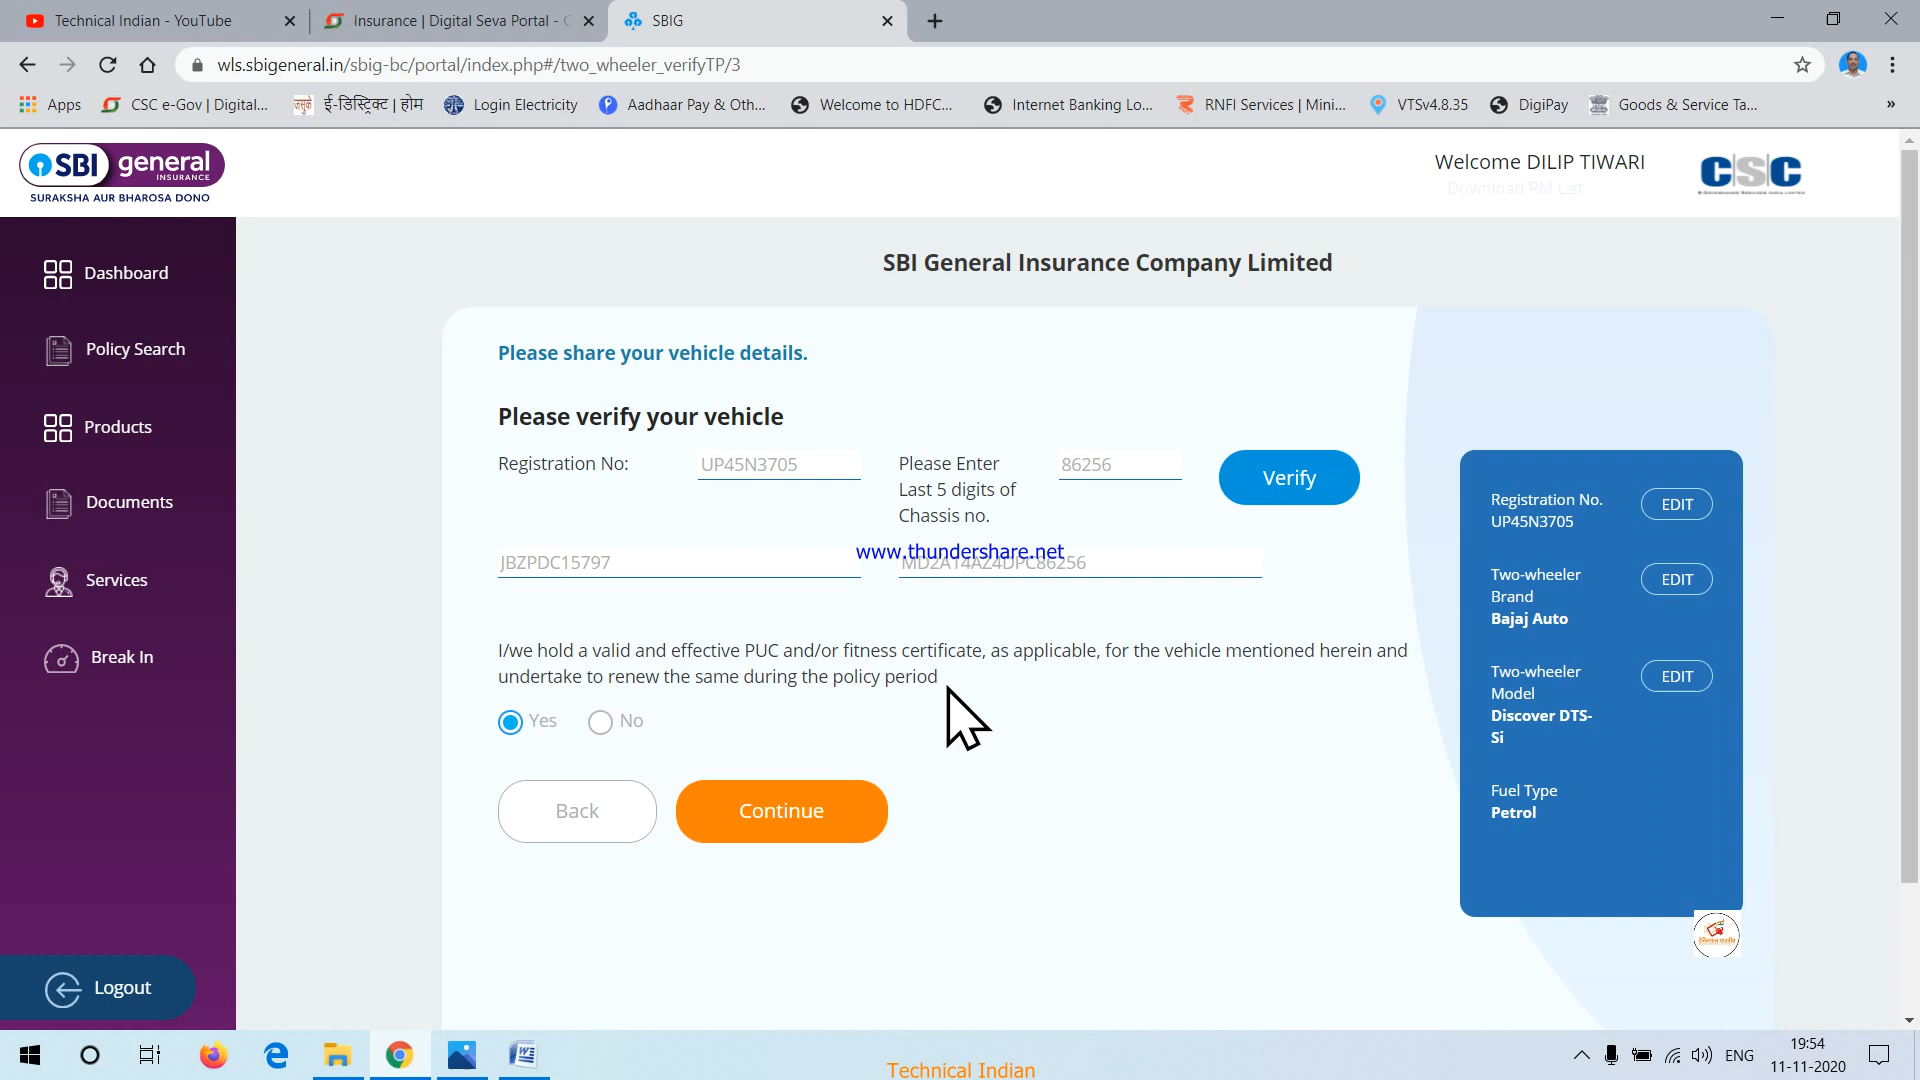 Technical Indian - YouTube
Insurance | Digital Seva Portal - C
SBIG
wls.sbigeneral.in/sbig-bc/portal/index.php#/two_wheeler_verifyTP/3
Apps
CSC e-Gov | Digital...
ई-डिस्ट्रिक्ट | होम
Login Electricity
Aadhaar Pay & Oth...
Welcome to HDFC...
Internet Banking Lo...
RNFI Services | Mini...
VTSv4.8.35
DigiPay
Goods & Service Ta...
»
SBI general
INSURANCE
SURAKSHA AUR BHAROSA DONO
Welcome DILIP TIWARI
Download RM List
CSC
Dashboard
Policy Search
Products
Documents
Services
Break In
Logout
SBI General Insurance Company Limited
Please share your vehicle details.
Please verify your vehicle
Registration No:
UP45N3705
Please Enter
Last 5 digits of
Chassis no.
86256
Verify
www.thundershare.net
JBZPDC15797
MD2A14AZ4DPC86256
I/we hold a valid and effective PUC and/or fitness certificate, as applicable, for the vehicle mentioned herein and
undertake to renew the same during the policy period
Yes
No
Back
Continue
Registration No.
UP45N3705
EDIT
Two-wheeler
Brand
Bajaj Auto
EDIT
Two-wheeler
Model
Discover DTS-
Si
EDIT
Fuel Type
Petrol
Technical Indian
ENG
19:54
11-11-2020